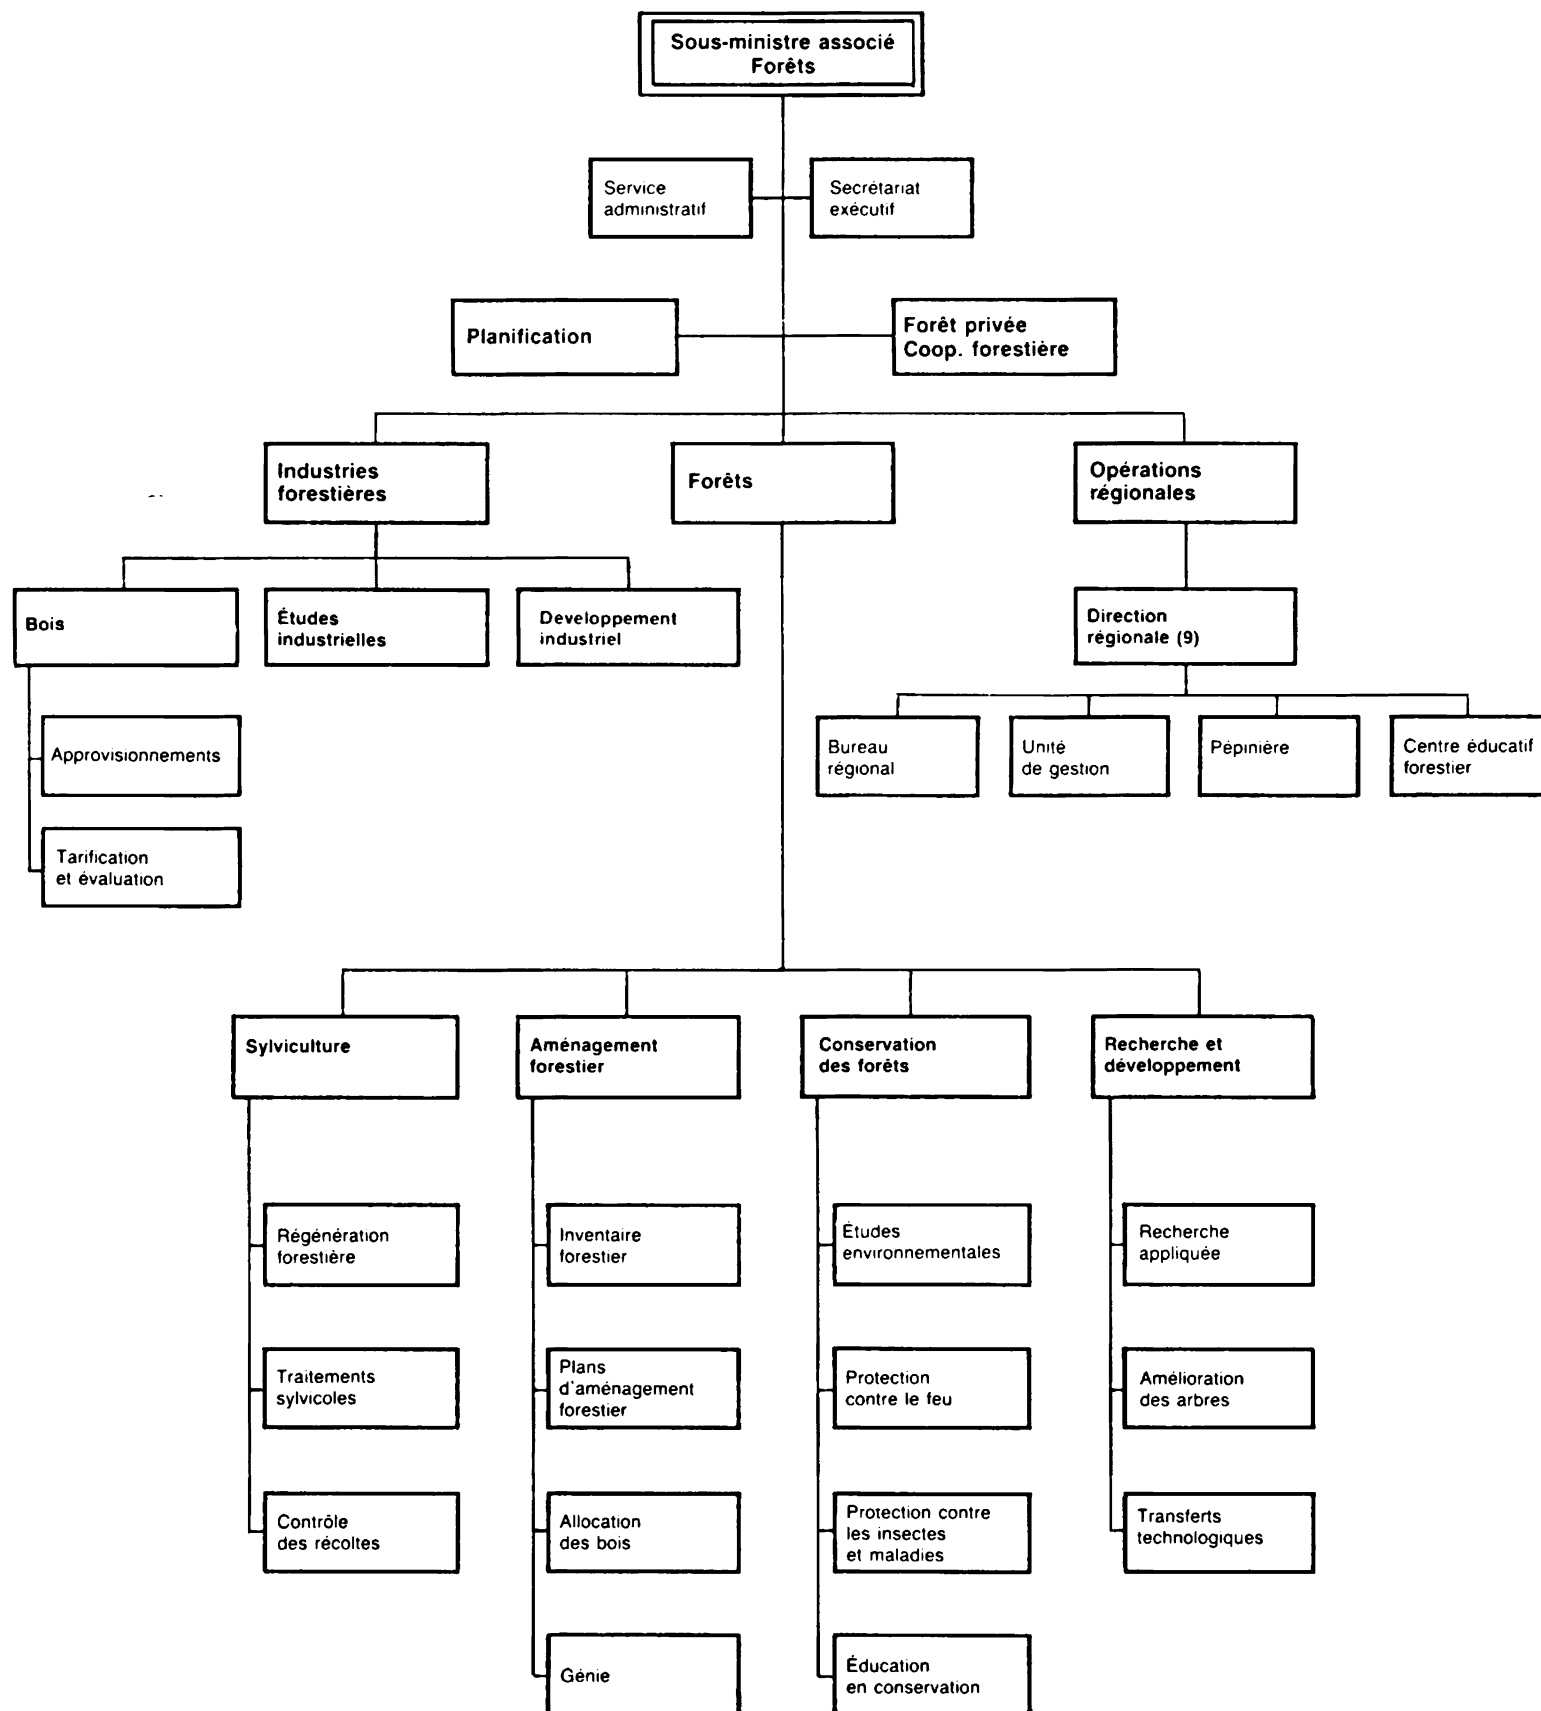 Sous-ministre associé
Forêts
Service
administratif
Secrétariat
exécutif
Planification
Forêt privée
Coop. forestière
Industries
forestières
Forêts
Opérations
régionales
Bois
Études
industrielles
Developpement
industriel
Direction
régionale (9)
Approvisionnements
Tarification
et évaluation
Bureau
régional
Unité
de gestion
Pépinière
Centre éducatif
forestier
Sylviculture
Aménagement
forestier
Conservation
des forêts
Recherche et
développement
Régénération
forestière
Inventaire
forestier
Études
environnementales
Recherche
appliquée
Traitements
sylvicoles
Plans
d'aménagement
forestier
Protection
contre le feu
Amélioration
des arbres
Contrôle
des récoltes
Allocation
des bois
Protection contre
les insectes
et maladies
Transferts
technologiques
Génie
Éducation
en conservation